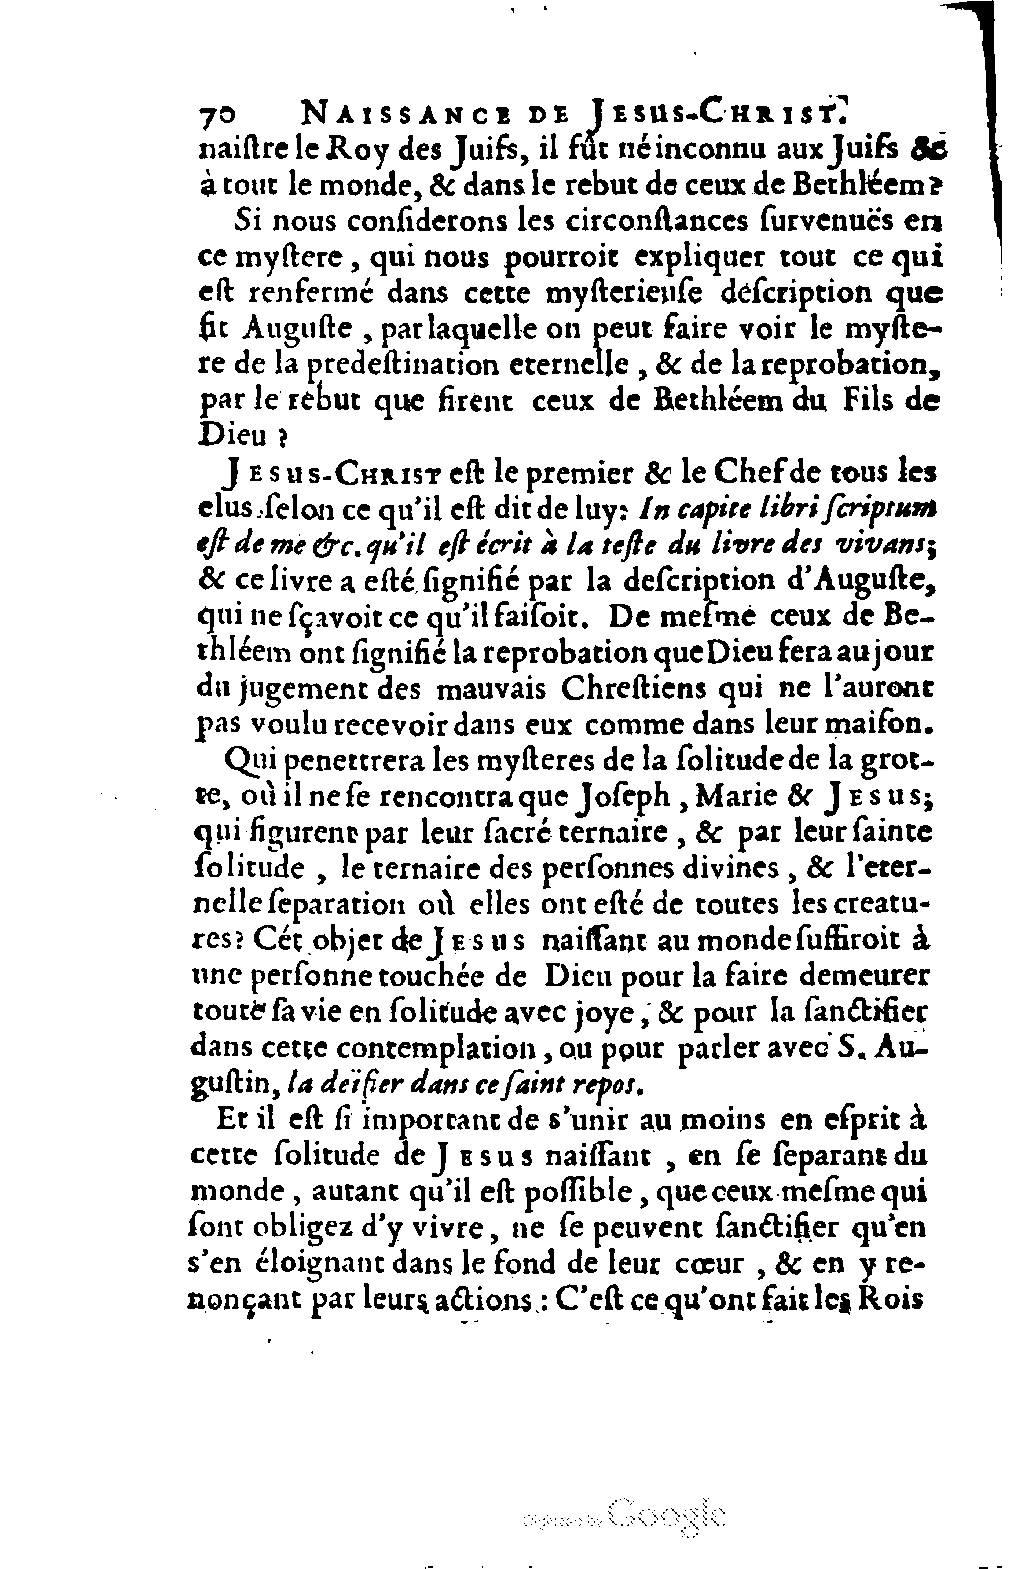 70 NAISSANCE DE JESUS-CHRIST.
naiſtre le Roy des Juifs, il fût né inconnu aux Juifs &
à tout le monde, & dans le rebut de ceux de Bethléem?
Si nous conſiderons les circonſtances ſurvenuës en
ce myſtere, qui nous pourroit expliquer tout ce qui
eſt renfermé dans cette myſterieuſe deſcription que
fit Auguſte, par laquelle on peut faire voir le myſte-
re de la predeſtination eternelle, & de la reprobation,
par le rebut que firent ceux de Bethléem du Fils de
Dieu?
JESUS-CHRIST eſt le premier & le Chef de tous les
elus ſelon ce qu'il eſt dit de luy: In capite libri ſcriptum
eſt de me &c. qu'il eſt écrit à la teſte du livre des vivans;
& ce livre a eſté ſignifié par la deſcription d'Auguſte,
qui ne ſçavoit ce qu'il faiſoit. De meſme ceux de Be-
thléem ont ſignifié la reprobation que Dieu fera au jour
du jugement des mauvais Chreſtiens qui ne l'auront
pas voulu recevoir dans eux comme dans leur maiſon.
Qui penettrera les myſteres de la ſolitude de la grot-
te, où il ne ſe rencontra que Joſeph, Marie & JESUS;
qui figurent par leur ſacré ternaire, & par leur ſainte
ſolitude, le ternaire des perſonnes divines, & l'eter-
nelle ſeparation où elles ont eſté de toutes les creatu-
res? Cét objet de JESUS naiſſant au monde ſuffiroit à
une perſonne touchée de Dieu pour la faire demeurer
toute ſa vie en ſolitude avec joye, & pour la ſanctifier
dans cette contemplation, ou pour parler avec S. Au-
guſtin, la deïfier dans ce ſaint repos.
Et il eſt ſi important de s'unir au moins en eſprit à
cette ſolitude de JESUS naiſſant, en ſe ſeparant du
monde, autant qu'il eſt poſſible, que ceux meſme qui
ſont obligez d'y vivre, ne ſe peuvent ſanctifier qu'en
s'en éloignant dans le fond de leur cœur, & en y re-
nonçant par leurs actions: C'eſt ce qu'ont fait les Rois
Digitized by Google